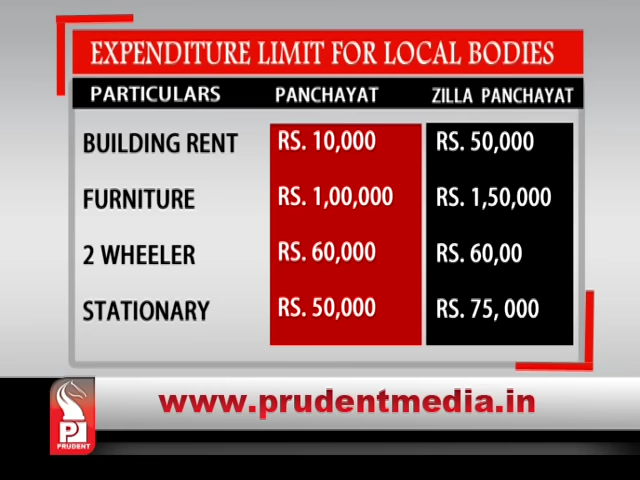 EXPENDITURE LIMIT FOR LOCAL BODIES
PARTICULARS PANCHAYAT ZILLA PANCHAYAT
BUILDING RENT RS. 10,000 RS. 50,000
FURNITURE RS. 1,00,000 RS. 1,50,000
2 WHEELER RS. 60,000 RS. 60,00
STATIONARY RS. 50,000 RS. 75, 000
www.prudentmedia.in
P
PRUDENT